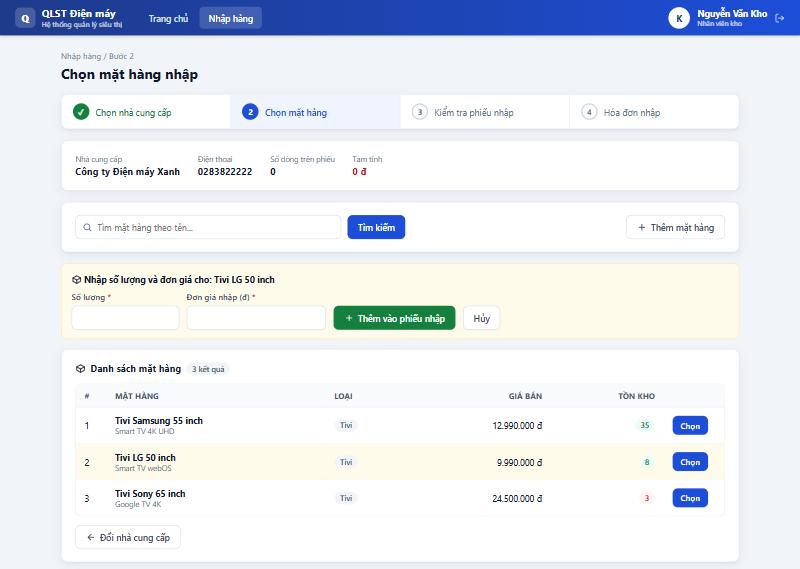 Q QLST Điện máy
Hệ thống quản lý siêu thị
Trang chủ Nhập hàng
K Nguyễn Văn Kho
Nhân viên kho
Nhập hàng / Bước 2
Chọn mặt hàng nhập
Chọn nhà cung cấp 2 Chọn mặt hàng 3 Kiểm tra phiếu nhập 4 Hóa đơn nhập
Nhà cung cấp Điện thoại Số dòng trên phiếu Tạm tính
Công ty Điện máy Xanh 0283822222 0 0 đ
Tìm mặt hàng theo tên... Tìm kiếm + Thêm mặt hàng
Nhập số lượng và đơn giá cho: Tivi LG 50 inch
Số lượng * Đơn giá nhập (đ) *
+ Thêm vào phiếu nhập Hủy
Danh sách mặt hàng 3 kết quả
# MẶT HÀNG LOẠI GIÁ BÁN TỒN KHO
1 Tivi Samsung 55 inch Tivi 12.990.000 đ 35 Chọn
Smart TV 4K UHD
2 Tivi LG 50 inch Tivi 9.990.000 đ 8 Chọn
Smart TV webOS
3 Tivi Sony 65 inch Tivi 24.500.000 đ 3 Chọn
Google TV 4K
← Đổi nhà cung cấp